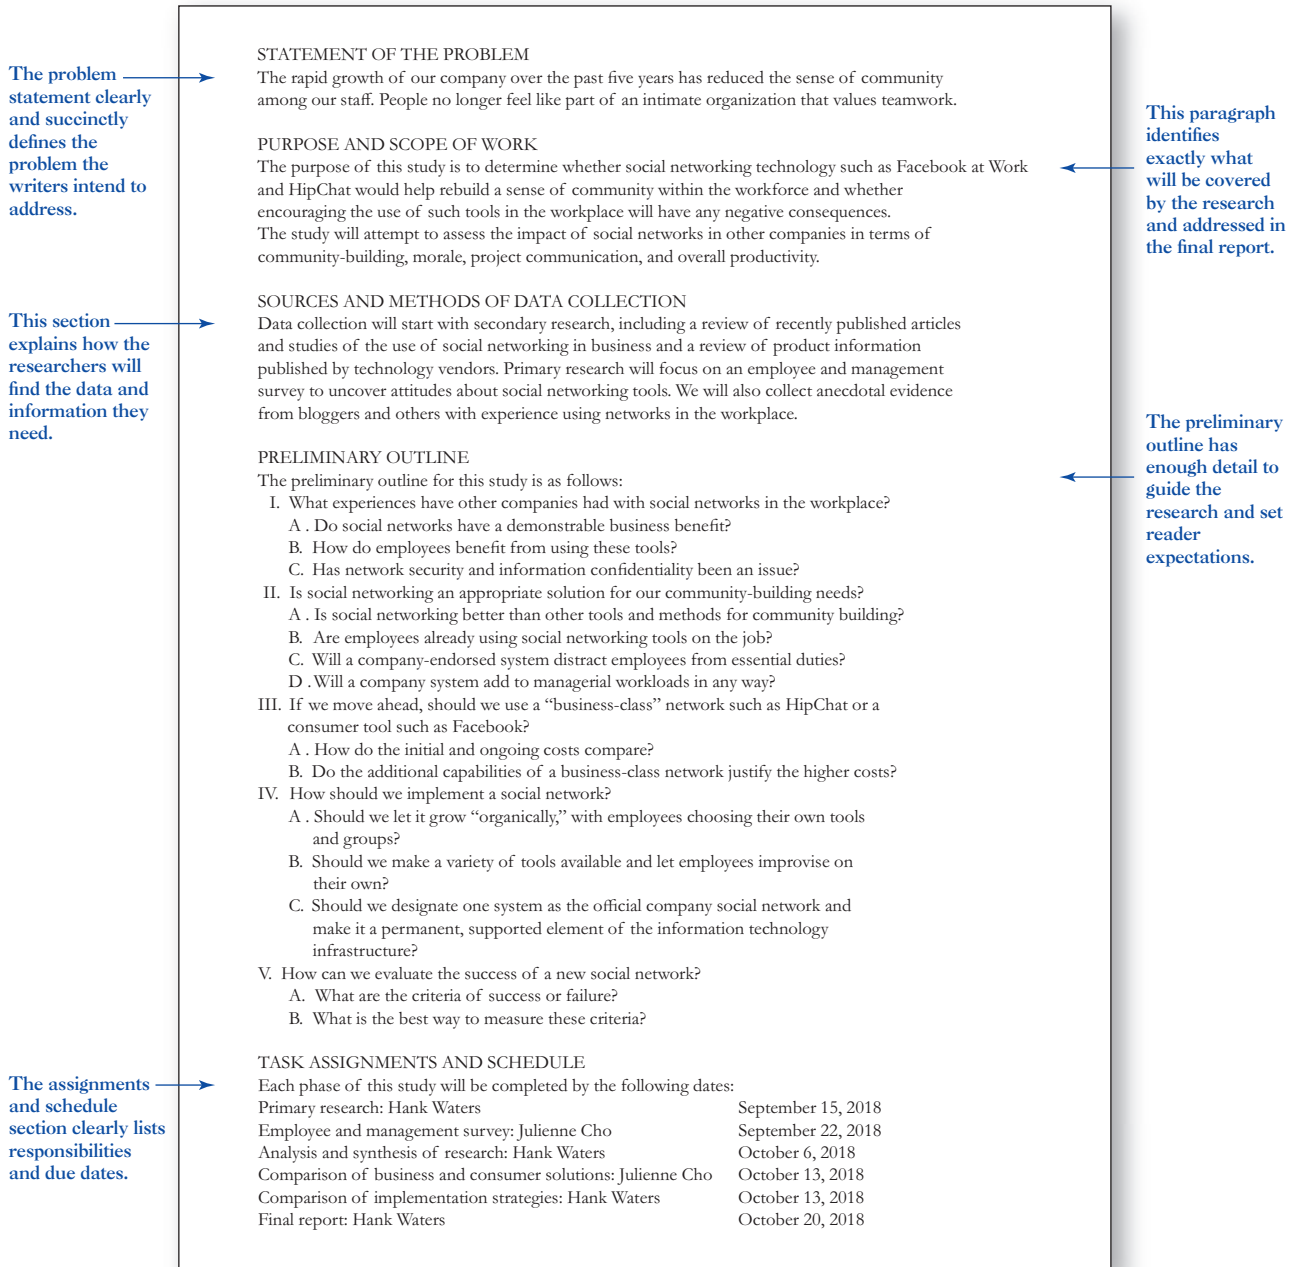 The problem
statement clearly
and succinctly
defines the
problem the
writers intend to
address.
STATEMENT OF THE PROBLEM
The rapid growth of our company over the past five years has reduced the sense of community
among our staff. People no longer feel like part of an intimate organization that values teamwork.
PURPOSE AND SCOPE OF WORK
The purpose of this study is to determine whether social networking technology such as Facebook at Work
and HipChat would help rebuild a sense of community within the workforce and whether
encouraging the use of such tools in the workplace will have any negative consequences.
The study will attempt to assess the impact of social networks in other companies in terms of
community-building, morale, project communication, and overall productivity.
This paragraph
identifies
exactly what
will be covered
by the research
and addressed in
the final report.
This section
explains how the
researchers will
find the data and
information they
need.
SOURCES AND METHODS OF DATA COLLECTION
Data collection will start with secondary research, including a review of recently published articles
and studies of the use of social networking in business and a review of product information
published by technology vendors. Primary research will focus on an employee and management
survey to uncover attitudes about social networking tools. We will also collect anecdotal evidence
from bloggers and others with experience using networks in the workplace.
The preliminary
outline has
enough detail to
guide the
research and set
reader
expectations.
PRELIMINARY OUTLINE
The preliminary outline for this study is as follows:
I. What experiences have other companies had with social networks in the workplace?
A . Do social networks have a demonstrable business benefit?
B. How do employees benefit from using these tools?
C. Has network security and information confidentiality been an issue?
II. Is social networking an appropriate solution for our community-building needs?
A . Is social networking better than other tools and methods for community building?
B. Are employees already using social networking tools on the job?
C. Will a company-endorsed system distract employees from essential duties?
D . Will a company system add to managerial workloads in any way?
III. If we move ahead, should we use a “business-class” network such as HipChat or a
consumer tool such as Facebook?
A . How do the initial and ongoing costs compare?
B. Do the additional capabilities of a business-class network justify the higher costs?
IV. How should we implement a social network?
A . Should we let it grow “organically,” with employees choosing their own tools
and groups?
B. Should we make a variety of tools available and let employees improvise on
their own?
C. Should we designate one system as the official company social network and
make it a permanent, supported element of the information technology
infrastructure?
V. How can we evaluate the success of a new social network?
A. What are the criteria of success or failure?
B. What is the best way to measure these criteria?
The assignments
and schedule
section clearly lists
responsibilities
and due dates.
TASK ASSIGNMENTS AND SCHEDULE
Each phase of this study will be completed by the following dates:
Primary research: Hank Waters September 15, 2018
Employee and management survey: Julienne Cho September 22, 2018
Analysis and synthesis of research: Hank Waters October 6, 2018
Comparison of business and consumer solutions: Julienne Cho October 13, 2018
Comparison of implementation strategies: Hank Waters October 13, 2018
Final report: Hank Waters October 20, 2018